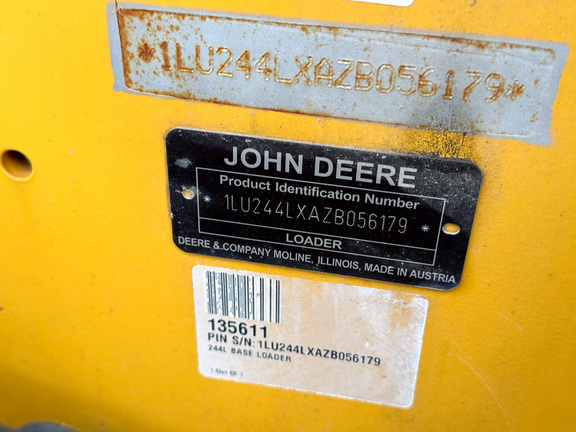 *1LU244LXAZB056179*
JOHN DEERE
Product Identification Number
* 1LU244LXAZB056179 *
LOADER
DEERE & COMPANY MOLINE, ILLINOIS, MADE IN AUSTRIA
135611
PIN S/N: 1LU244LXAZB056179
244L BASE LOADER